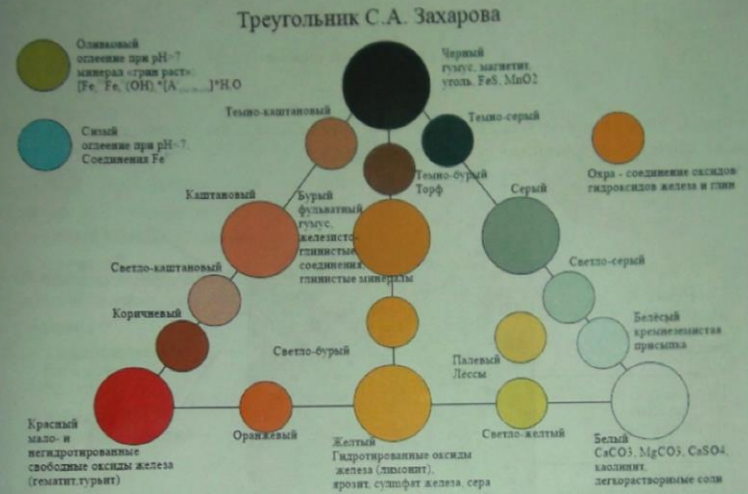 Треугольник С.А. Захарова
Оливковый
оглеение при pH>7
минерал «грин раст»:
Сизый
оглеение при pH<7,
Соединения Fe
Черный
гумус, магнетит,
уголь, FeS, MnO2
Темно-каштановый
Темно-серый
Темно-бурый
Торф
Охра - соединение оксидов
гидроксидов железа и глин
Каштановый
Бурый
фульватный
гумус,
железисто-
глинистые
соединения,
глинистые минералы
Серый
Светло-каштановый
Светло-серый
Коричневый
Белёсый
кремнеземистая
присыпка
Светло-бурый
Палевый
Лёссы
Красный
мало- и
негидротированные
свободные оксиды железа
(гематит,турьит)
Оранжевый
Желтый
Гидротированные оксиды
железа (лимонит),
ярозит, сульфат железа, сера
Светло-желтый
Белый
CaCO3, MgCO3, CaSO4,
каолинит,
легкорастворимые соли